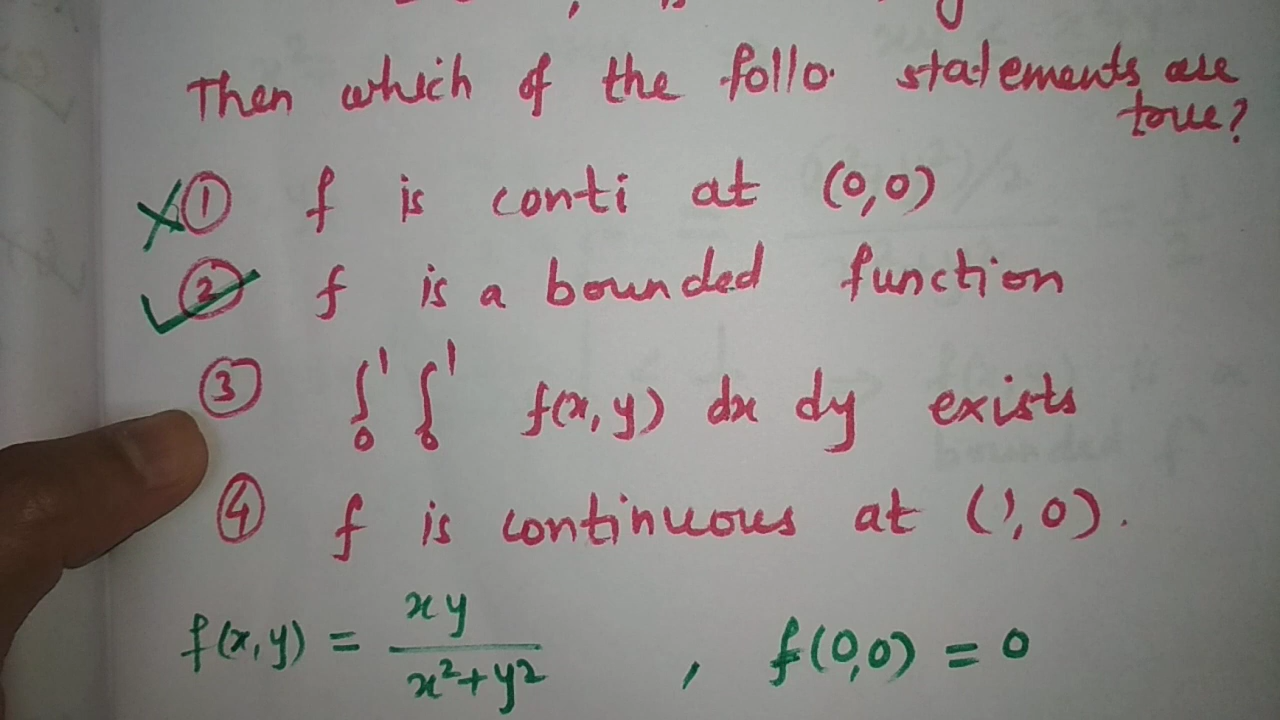 Then which of the follo. statements are
true?
① f is conti at (0,0)
② f is a bounded function
③ ∫₀¹ ∫₀¹ f(x,y) dx dy exists
④ f is continuous at (1,0).
f(x,y) = xy / x²+y² , f(0,0) = 0